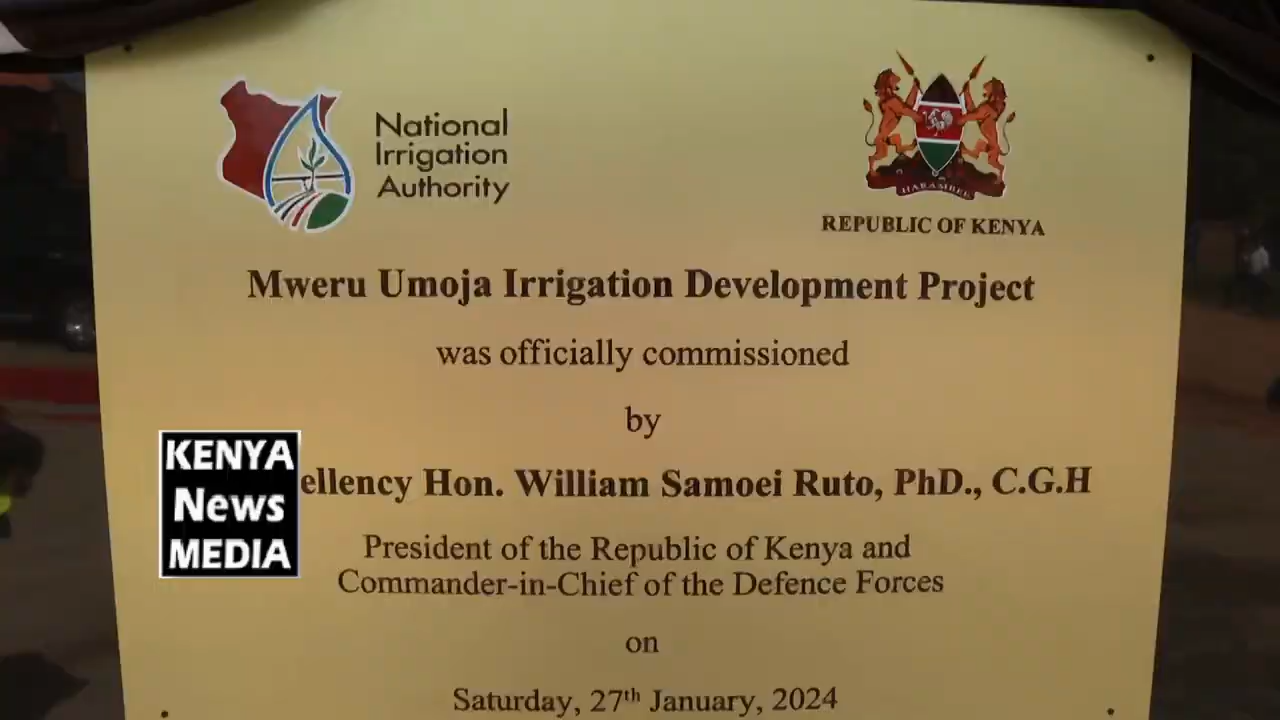 National
Irrigation
Authority
HARAMBEE
REPUBLIC OF KENYA
Mweru Umoja Irrigation Development Project
was officially commissioned
by
ellency Hon. William Samoei Ruto, PhD., C.G.H
KENYA
News
MEDIA
President of the Republic of Kenya and
Commander-in-Chief of the Defence Forces
on
Saturday, 27th January, 2024